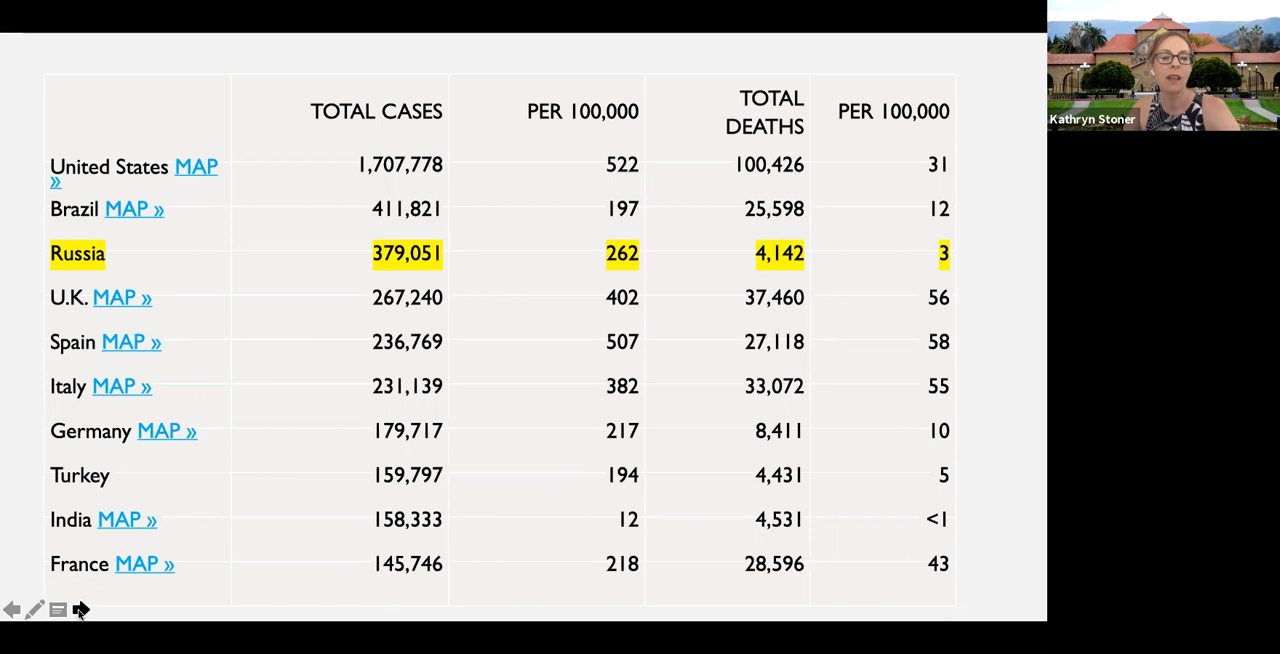 TOTAL CASES PER 100,000 TOTAL DEATHS PER 100,000
United States MAP » 1,707,778 522 100,426 31
Brazil MAP » 411,821 197 25,598 12
Russia 379,051 262 4,142 3
U.K. MAP » 267,240 402 37,460 56
Spain MAP » 236,769 507 27,118 58
Italy MAP » 231,139 382 33,072 55
Germany MAP » 179,717 217 8,411 10
Turkey 159,797 194 4,431 5
India MAP » 158,333 12 4,531 <1
France MAP » 145,746 218 28,596 43
Kathryn Stoner